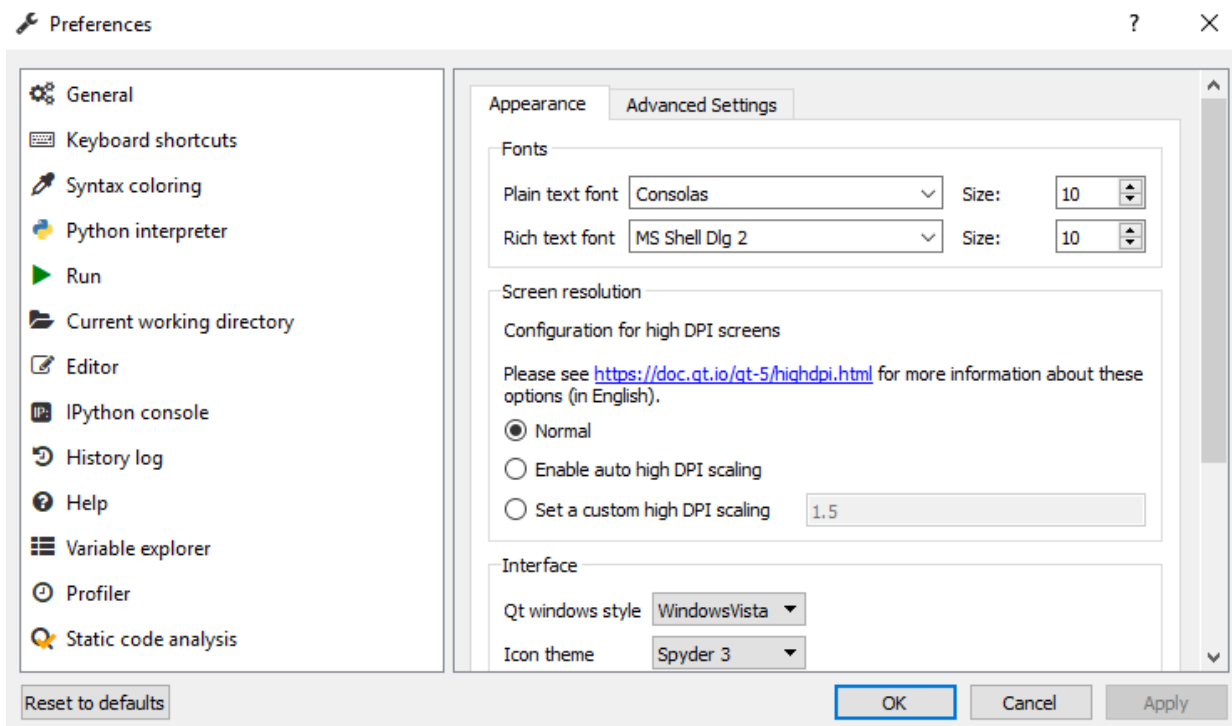 Preferences
?
General
Keyboard shortcuts
Syntax coloring
Python interpreter
Run
Current working directory
Editor
IP: IPython console
History log
Help
Variable explorer
Profiler
Static code analysis
Appearance Advanced Settings
Fonts
Plain text font Consolas Size: 10
Rich text font MS Shell Dlg 2 Size: 10
Screen resolution
Configuration for high DPI screens
Please see https://doc.qt.io/qt-5/highdpi.html for more information about these
options (in English).
Normal
Enable auto high DPI scaling
Set a custom high DPI scaling 1.5
Interface
Qt windows style WindowsVista
Icon theme Spyder 3
Reset to defaults OK Cancel Apply